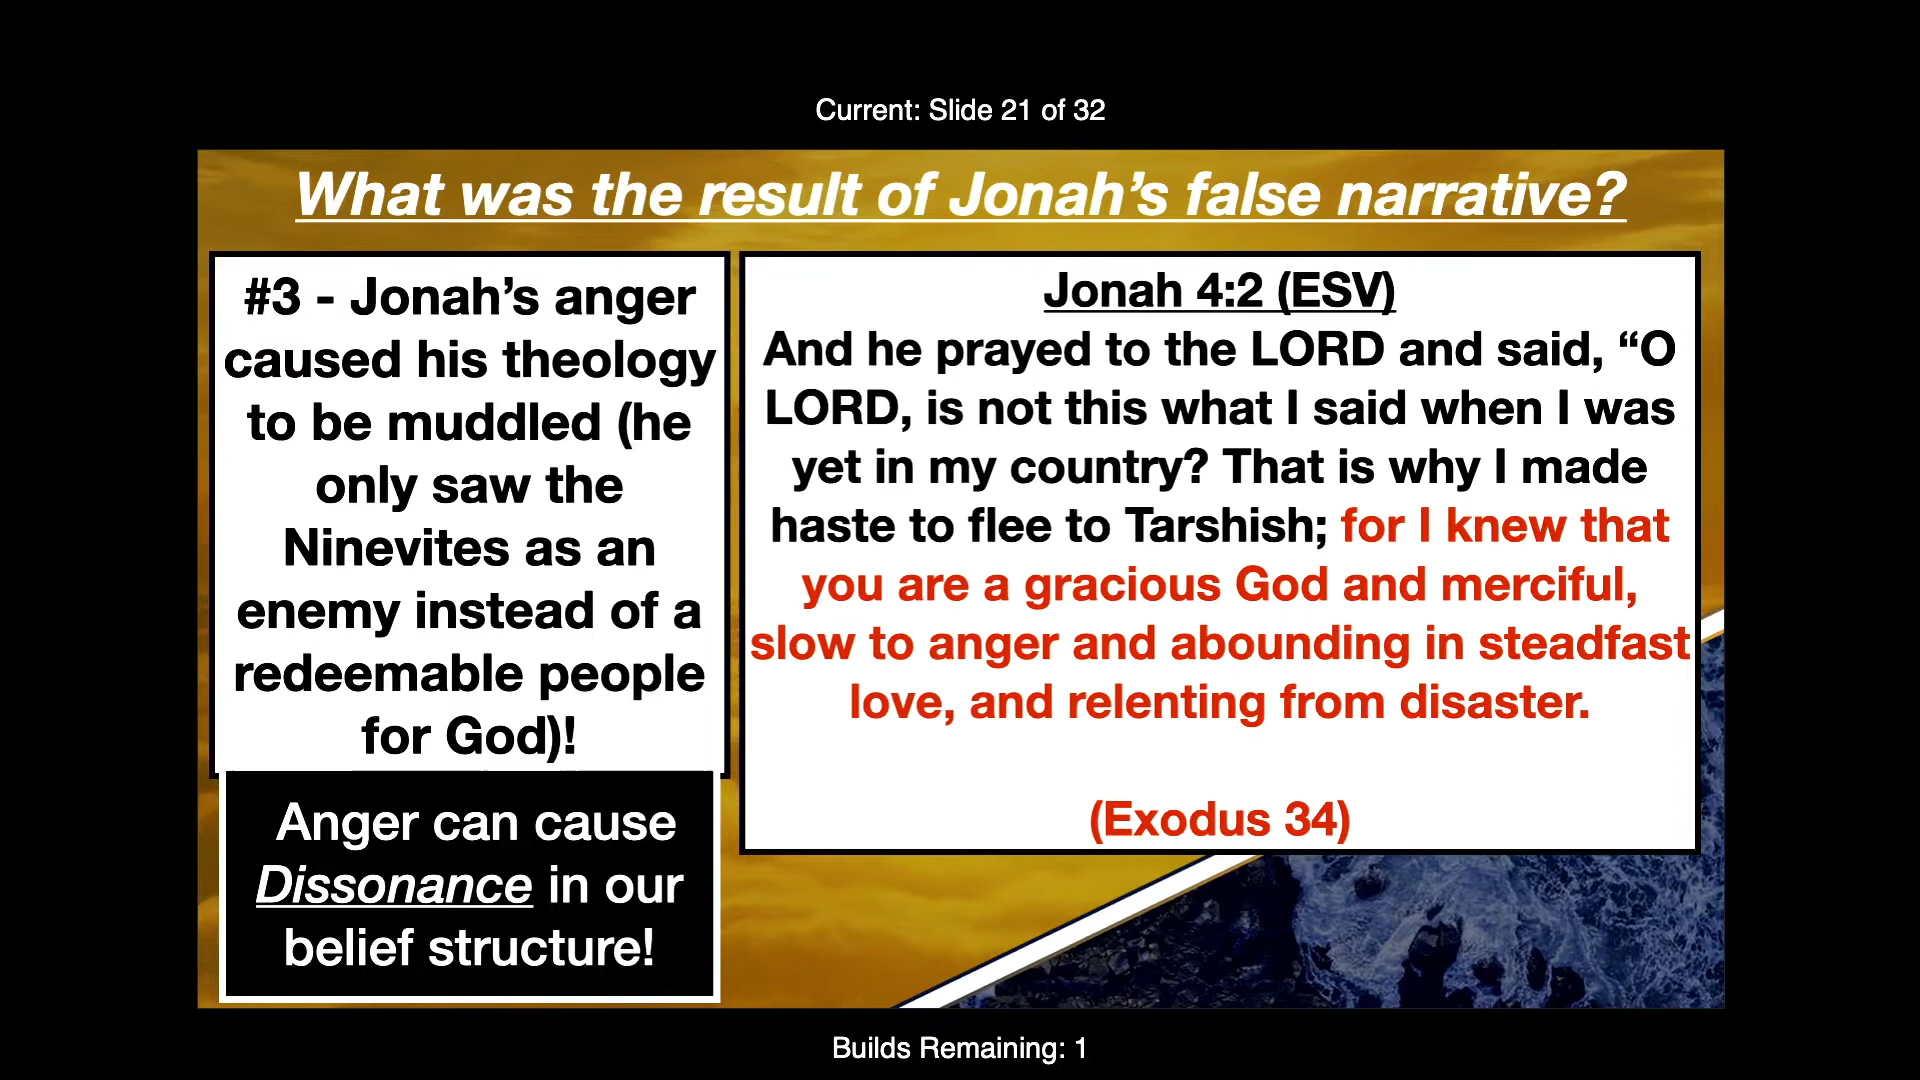 Current: Slide 21 of 32
What was the result of Jonah’s false narrative?
#3 - Jonah’s anger
caused his theology
to be muddled (he
only saw the
Ninevites as an
enemy instead of a
redeemable people
for God)!
Anger can cause
Dissonance in our
belief structure!
Jonah 4:2 (ESV)
And he prayed to the LORD and said, “O
LORD, is not this what I said when I was
yet in my country? That is why I made
haste to flee to Tarshish; for I knew that
you are a gracious God and merciful,
slow to anger and abounding in steadfast
love, and relenting from disaster.
(Exodus 34)
Builds Remaining: 1